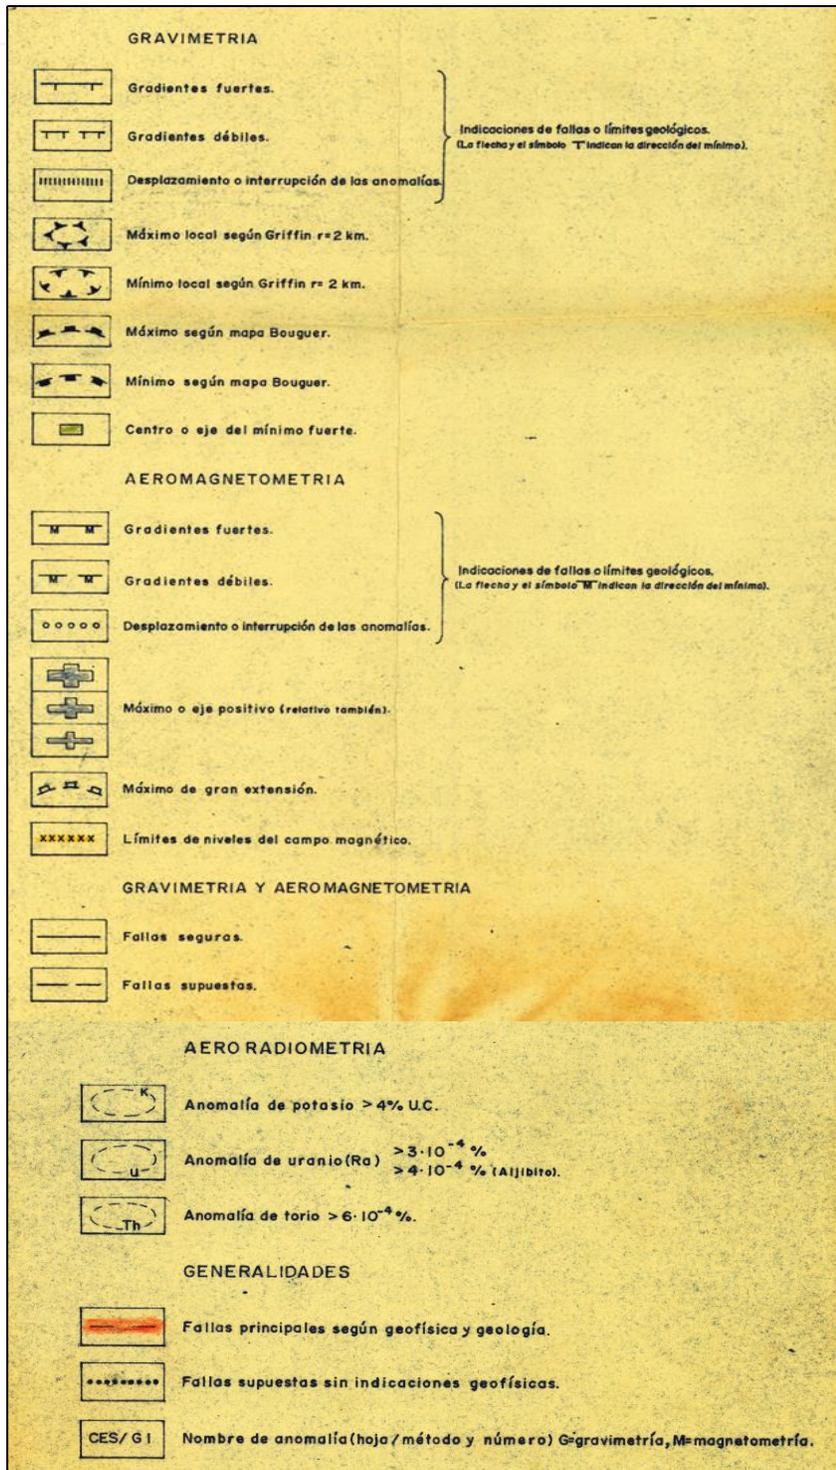 GRAVIMETRIA
Gradientes fuertes.
Gradientes débiles.
Indicaciones de fallas o límites geológicos.
(La flecha y el símbolo T indican la dirección del mínimo).
Desplazamiento o interrupción de las anomalías.
Máximo local según Griffin r=2 km.
Mínimo local según Griffin r= 2 km.
Máximo según mapa Bouguer.
Mínimo según mapa Bouguer.
Centro o eje del mínimo fuerte.
AEROMAGNETOMETRIA
M M Gradientes fuertes.
M M Gradientes débiles.
Indicaciones de fallas o límites geológicos.
(La flecha y el símbolo M indican la dirección del mínimo).
Desplazamiento o interrupción de las anomalías.
Máximo o eje positivo (relativo también).
Máximo de gran extensión.
xxxxxx Límites de niveles del campo magnético.
GRAVIMETRIA Y AEROMAGNETOMETRIA
Fallas seguras.
Fallas supuestas.
AERORADIOMETRIA
K Anomalía de potasio >4% U.C.
U Anomalía de uranio(Ra) >3·10⁻⁴ %
>4·10⁻⁴ % (Aljibito).
Th Anomalía de torio >6·10⁻⁴%.
GENERALIDADES
Fallas principales según geofísica y geología.
Fallas supuestas sin indicaciones geofísicas.
CES/G1 Nombre de anomalía(hoja/método y número) G=gravimetría, M=magnetometría.